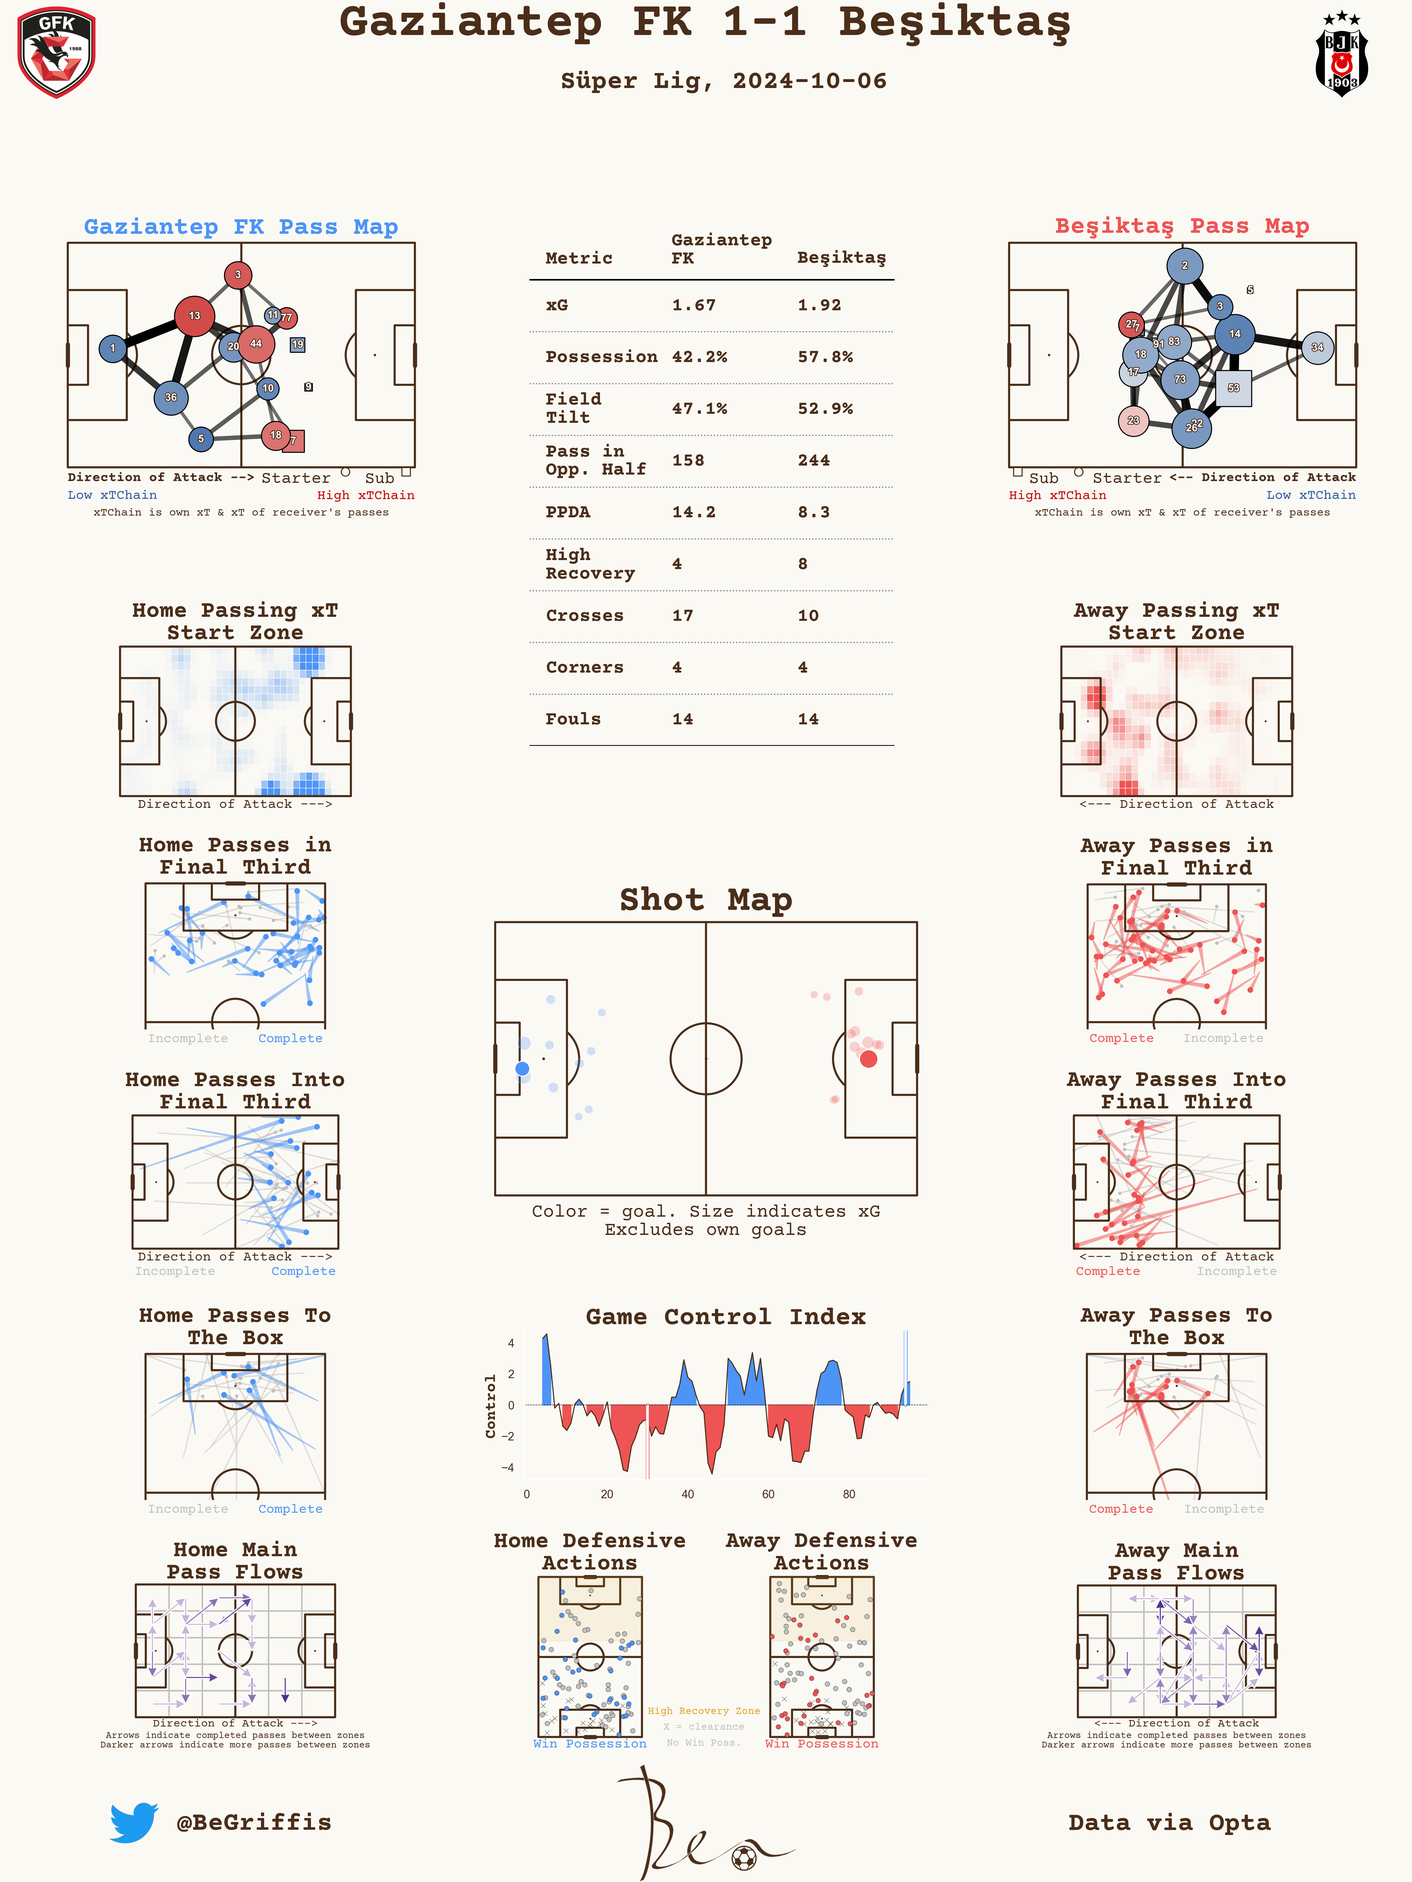 Gaziantep FK 1-1 Beşiktaş
Süper Lig, 2024-10-06
GFK
1988
BJK
1903
Gaziantep FK Pass Map
3
13
11
77
1
20
44
19
36
10
9
5
18
7
Direction of Attack --> Starter Sub
Low xTChain High xTChain
xTChain is own xT & xT of receiver's passes
Metric Gaziantep FK Beşiktaş
xG 1.67 1.92
Possession 42.2% 57.8%
Field Tilt 47.1% 52.9%
Pass in Opp. Half 158 244
PPDA 14.2 8.3
High Recovery 4 8
Crosses 17 10
Corners 4 4
Fouls 14 14
Beşiktaş Pass Map
2
5
3
27
7
14
91
83
18
34
17
73
53
23
26
22
Sub Starter <-- Direction of Attack
High xTChain Low xTChain
xTChain is own xT & xT of receiver's passes
Home Passing xT
Start Zone
Direction of Attack --->
Away Passing xT
Start Zone
<--- Direction of Attack
Home Passes in
Final Third
Incomplete Complete
Away Passes in
Final Third
Complete Incomplete
Shot Map
Color = goal. Size indicates xG
Excludes own goals
Home Passes Into
Final Third
Direction of Attack --->
Incomplete Complete
Away Passes Into
Final Third
<--- Direction of Attack
Complete Incomplete
Home Passes To
The Box
Incomplete Complete
Game Control Index
Control
4
2
0
−2
−4
0 20 40 60 80
Away Passes To
The Box
Complete Incomplete
Home Main
Pass Flows
Direction of Attack --->
Arrows indicate completed passes between zones
Darker arrows indicate more passes between zones
Home Defensive
Actions
Win Possession
Away Defensive
Actions
Win Possession
High Recovery Zone
X = clearance
No Win Poss.
Away Main
Pass Flows
<--- Direction of Attack
Arrows indicate completed passes between zones
Darker arrows indicate more passes between zones
@BeGriffis
Ben
Data via Opta